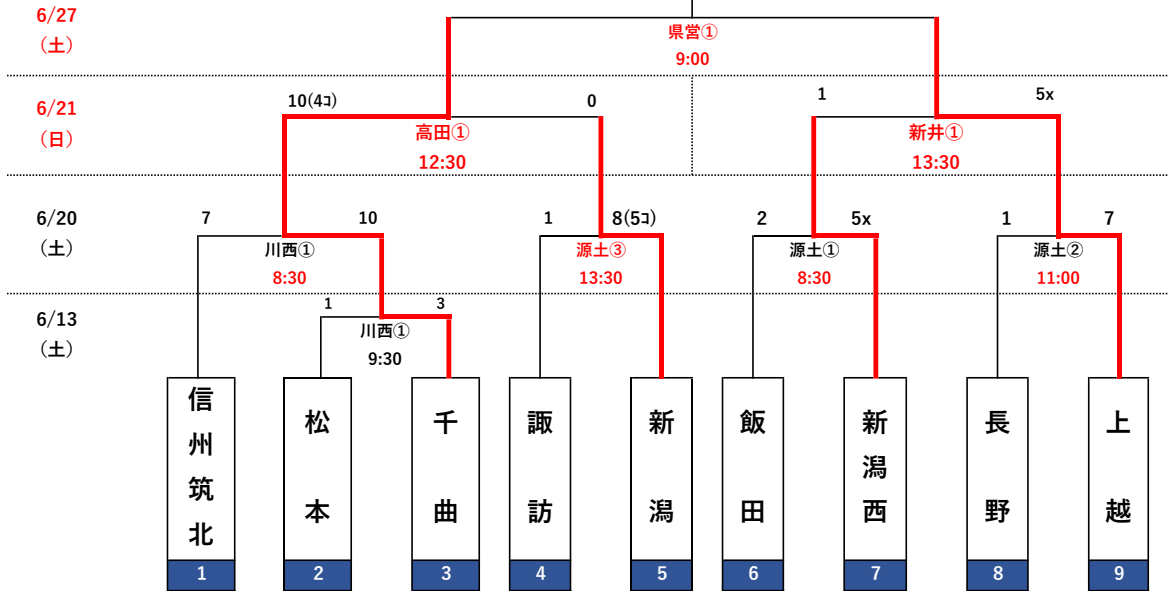 6/27
（土）
県営①
9:00
6/21
（日）
10(4コ)
0
1
5x
高田①
12:30
新井①
13:30
6/20
（土）
7
10
1
8(5コ)
2
5x
1
7
川西①
8:30
源土③
13:30
源土①
8:30
源土②
11:00
6/13
（土）
1
3
川西①
9:30
信州筑北
松本
千曲
諏訪
新潟
飯田
新潟西
長野
上越
1
2
3
4
5
6
7
8
9